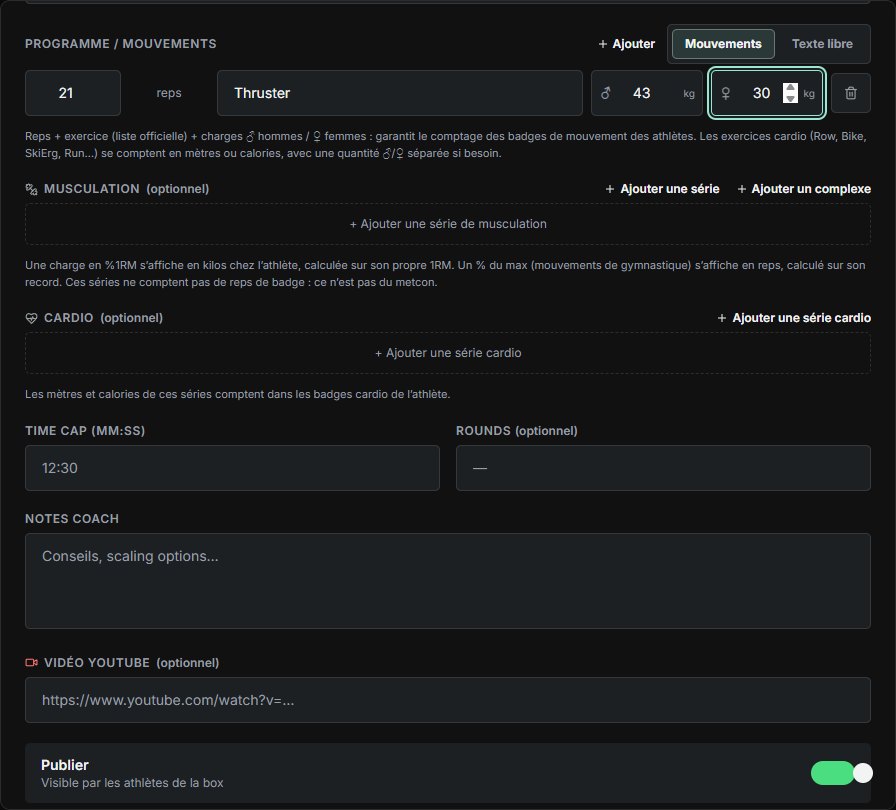 PROGRAMME / MOUVEMENTS
+ Ajouter
Mouvements
Texte libre
21
reps
Thruster
♂ 43 kg
♀ 30 kg
Reps + exercice (liste officielle) + charges ♂ hommes / ♀ femmes : garantit le comptage des badges de mouvement des athlètes. Les exercices cardio (Row, Bike,
SkiErg, Run…) se comptent en mètres ou calories, avec une quantité ♂/♀ séparée si besoin.
MUSCULATION (optionnel)
+ Ajouter une série
+ Ajouter un complexe
+ Ajouter une série de musculation
Une charge en %1RM s'affiche en kilos chez l'athlète, calculée sur son propre 1RM. Un % du max (mouvements de gymnastique) s'affiche en reps, calculé sur son
record. Ces séries ne comptent pas de reps de badge : ce n'est pas du metcon.
CARDIO (optionnel)
+ Ajouter une série cardio
+ Ajouter une série cardio
Les mètres et calories de ces séries comptent dans les badges cardio de l'athlète.
TIME CAP (MM:SS)
ROUNDS (optionnel)
12:30
—
NOTES COACH
Conseils, scaling options…
VIDÉO YOUTUBE (optionnel)
https://www.youtube.com/watch?v=…
Publier
Visible par les athlètes de la box